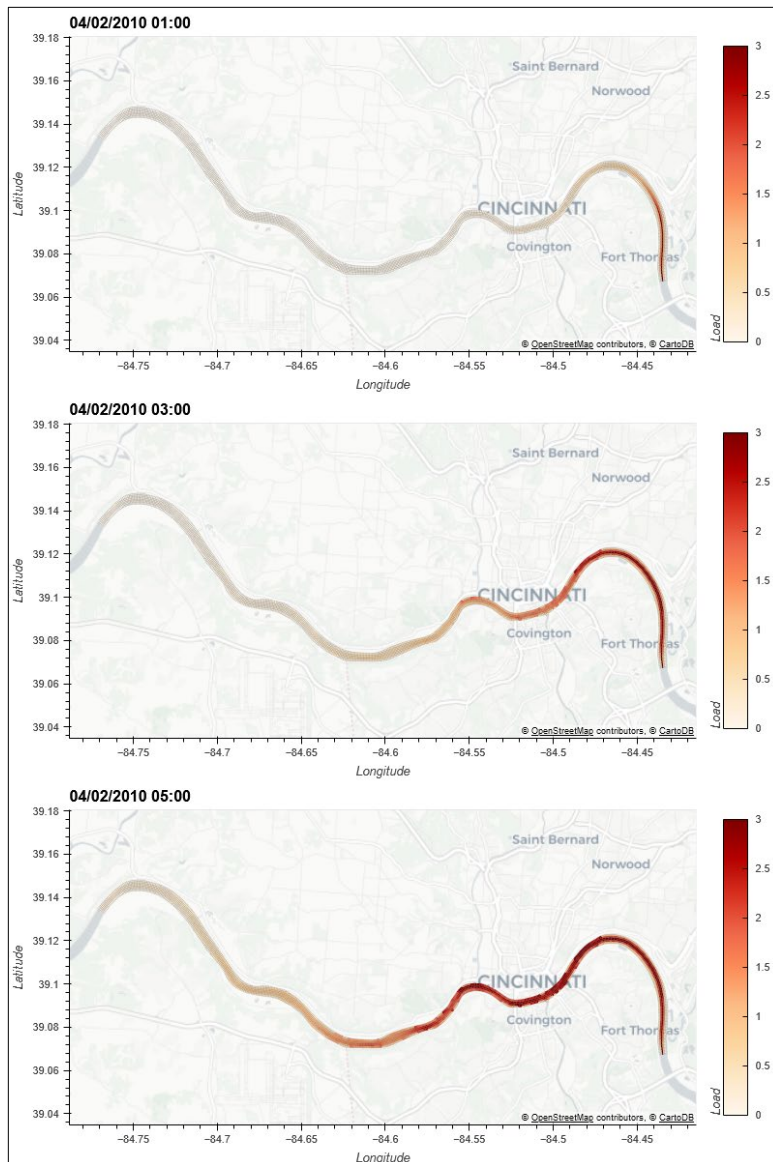 04/02/2010 01:00
39.18
39.16
39.14
39.12
39.1
39.08
39.06
39.04
Latitude
Saint Bernard
Norwood
CINCINNATI
Covington
Fort Thomas
© OpenStreetMap contributors, © CartoDB
−84.75 −84.7 −84.65 −84.6 −84.55 −84.5 −84.45
Longitude
3
2.5
2
1.5
1
0.5
0
Load
04/02/2010 03:00
39.18
39.16
39.14
39.12
39.1
39.08
39.06
39.04
Latitude
Saint Bernard
Norwood
CINCINNATI
Covington
Fort Thomas
© OpenStreetMap contributors, © CartoDB
−84.75 −84.7 −84.65 −84.6 −84.55 −84.5 −84.45
Longitude
3
2.5
2
1.5
1
0.5
0
Load
04/02/2010 05:00
39.18
39.16
39.14
39.12
39.1
39.08
39.06
39.04
Latitude
Saint Bernard
Norwood
CINCINNATI
Covington
Fort Thomas
© OpenStreetMap contributors, © CartoDB
−84.75 −84.7 −84.65 −84.6 −84.55 −84.5 −84.45
Longitude
3
2.5
2
1.5
1
0.5
0
Load